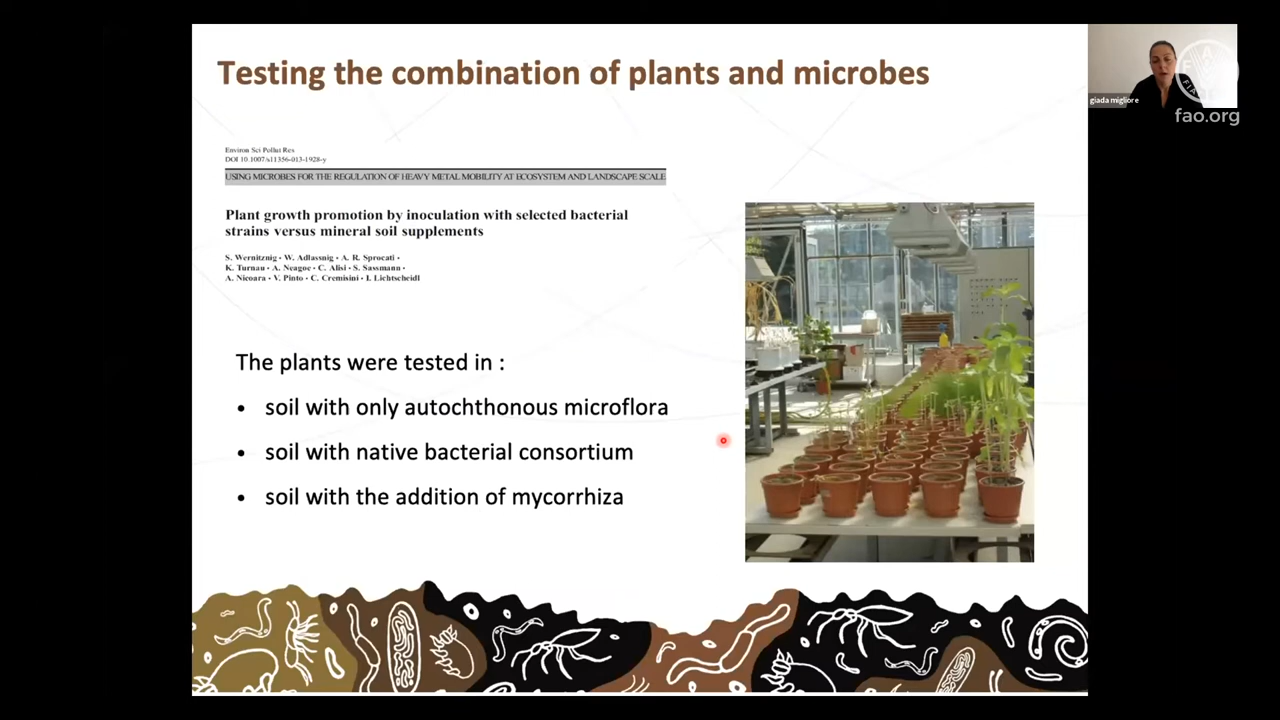 Testing the combination of plants and microbes
giada migliore
fao.org
Environ Sci Pollut Res
DOI 10.1007/s11356-013-1928-y
USING MICROBES FOR THE REGULATION OF HEAVY METAL MOBILITY AT ECOSYSTEM AND LANDSCAPE SCALE
Plant growth promotion by inoculation with selected bacterial
strains versus mineral soil supplements
S. Wernitznig • W. Adlassnig • A. R. Sprocati •
K. Turnau • A. Neagoe • C. Alisi • S. Sassmann •
A. Nicoara • V. Pinto • C. Cremisini • I. Lichtscheidl
The plants were tested in :
• soil with only autochthonous microflora
• soil with native bacterial consortium
• soil with the addition of mycorrhiza